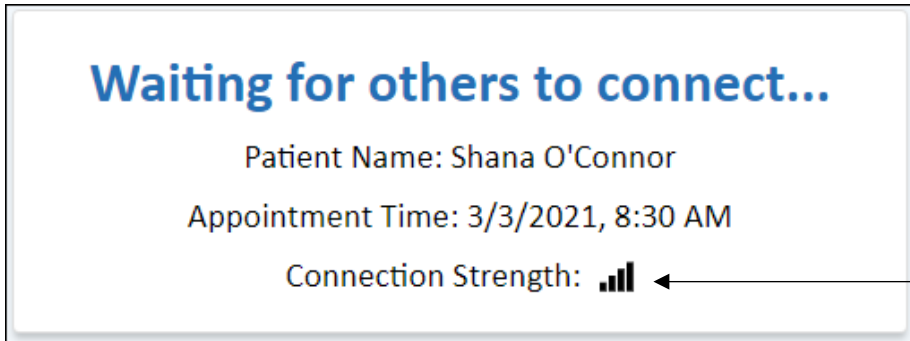 Waiting for others to connect...
Patient Name: Shana O'Connor
Appointment Time: 3/3/2021, 8:30 AM
Connection Strength: